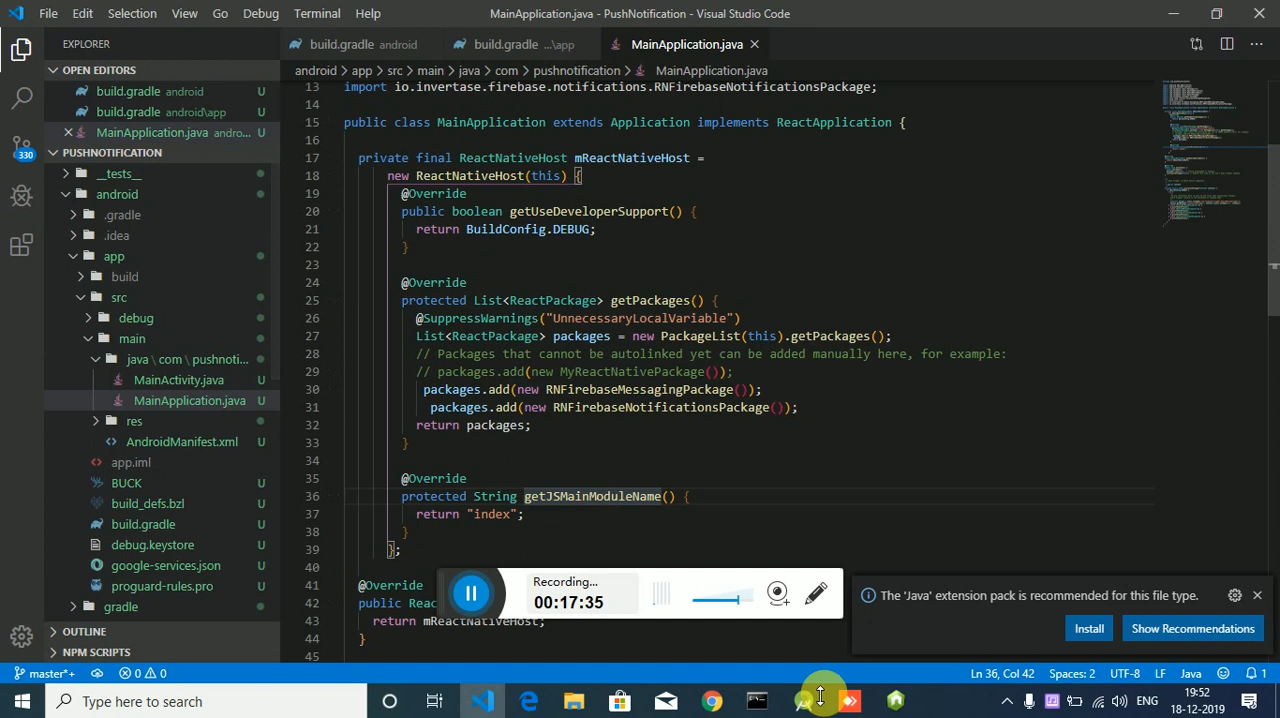 File Edit Selection View Go Debug Terminal Help
MainApplication.java - PushNotification - Visual Studio Code
EXPLORER
OPEN EDITORS
build.gradle android U
build.gradle android\app U
MainApplication.java andro... U
PUSHNOTIFICATION
__tests__
android
.gradle
.idea
app
build
src
debug
main
java \ com \ pushnoti...
MainActivity.java U
MainApplication.java U
res
AndroidManifest.xml U
app.iml
BUCK U
build_defs.bzl U
build.gradle U
debug.keystore U
google-services.json U
proguard-rules.pro U
gradle
OUTLINE
NPM SCRIPTS
330
build.gradle android
build.gradle ...\app
MainApplication.java
android > app > src > main > java > com > pushnotification > MainApplication.java
13 import io.invertase.firebase.notifications.RNFirebaseNotificationsPackage;
14
15 public class MainApplication extends Application implements ReactApplication {
16
17 private final ReactNativeHost mReactNativeHost =
18 new ReactNativeHost(this) {
19 @Override
20 public boolean getUseDeveloperSupport() {
21 return BuildConfig.DEBUG;
22 }
23
24 @Override
25 protected List<ReactPackage> getPackages() {
26 @SuppressWarnings("UnnecessaryLocalVariable")
27 List<ReactPackage> packages = new PackageList(this).getPackages();
28 // Packages that cannot be autolinked yet can be added manually here, for example:
29 // packages.add(new MyReactNativePackage());
30 packages.add(new RNFirebaseMessagingPackage());
31 packages.add(new RNFirebaseNotificationsPackage());
32 return packages;
33 }
34
35 @Override
36 protected String getJSMainModuleName() {
37 return "index";
38 }
39 };
40
41 @Override
42 public Reac
43 return mReactNativeHost;
44 }
45
Recording...
00:17:35
The 'Java' extension pack is recommended for this file type.
Install
Show Recommendations
master*+ 0 0
Ln 36, Col 42 Spaces: 2 UTF-8 LF Java 1
Type here to search
ENG
19:52
18-12-2019